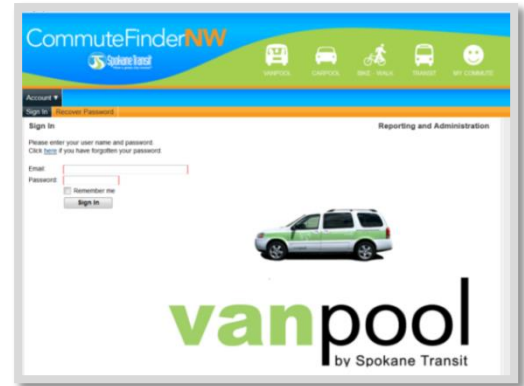 CommuteFinderNW
Spokane Transit
VANPOOL CARPOOL BIKE - WALK TRANSIT MY COMMUTE
Account ▼
Sign In Recover Password
Sign In
Reporting and Administration
Please enter your user name and password.
Click here if you have forgotten your password.
Email:
Password:
Remember me
Sign In
vanpool
by Spokane Transit